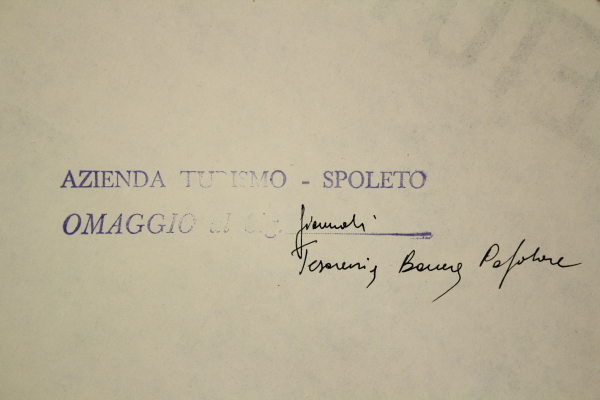 AZIENDA TURISMO - SPOLETO
OMAGGIO al Sig.
Banca Popolare